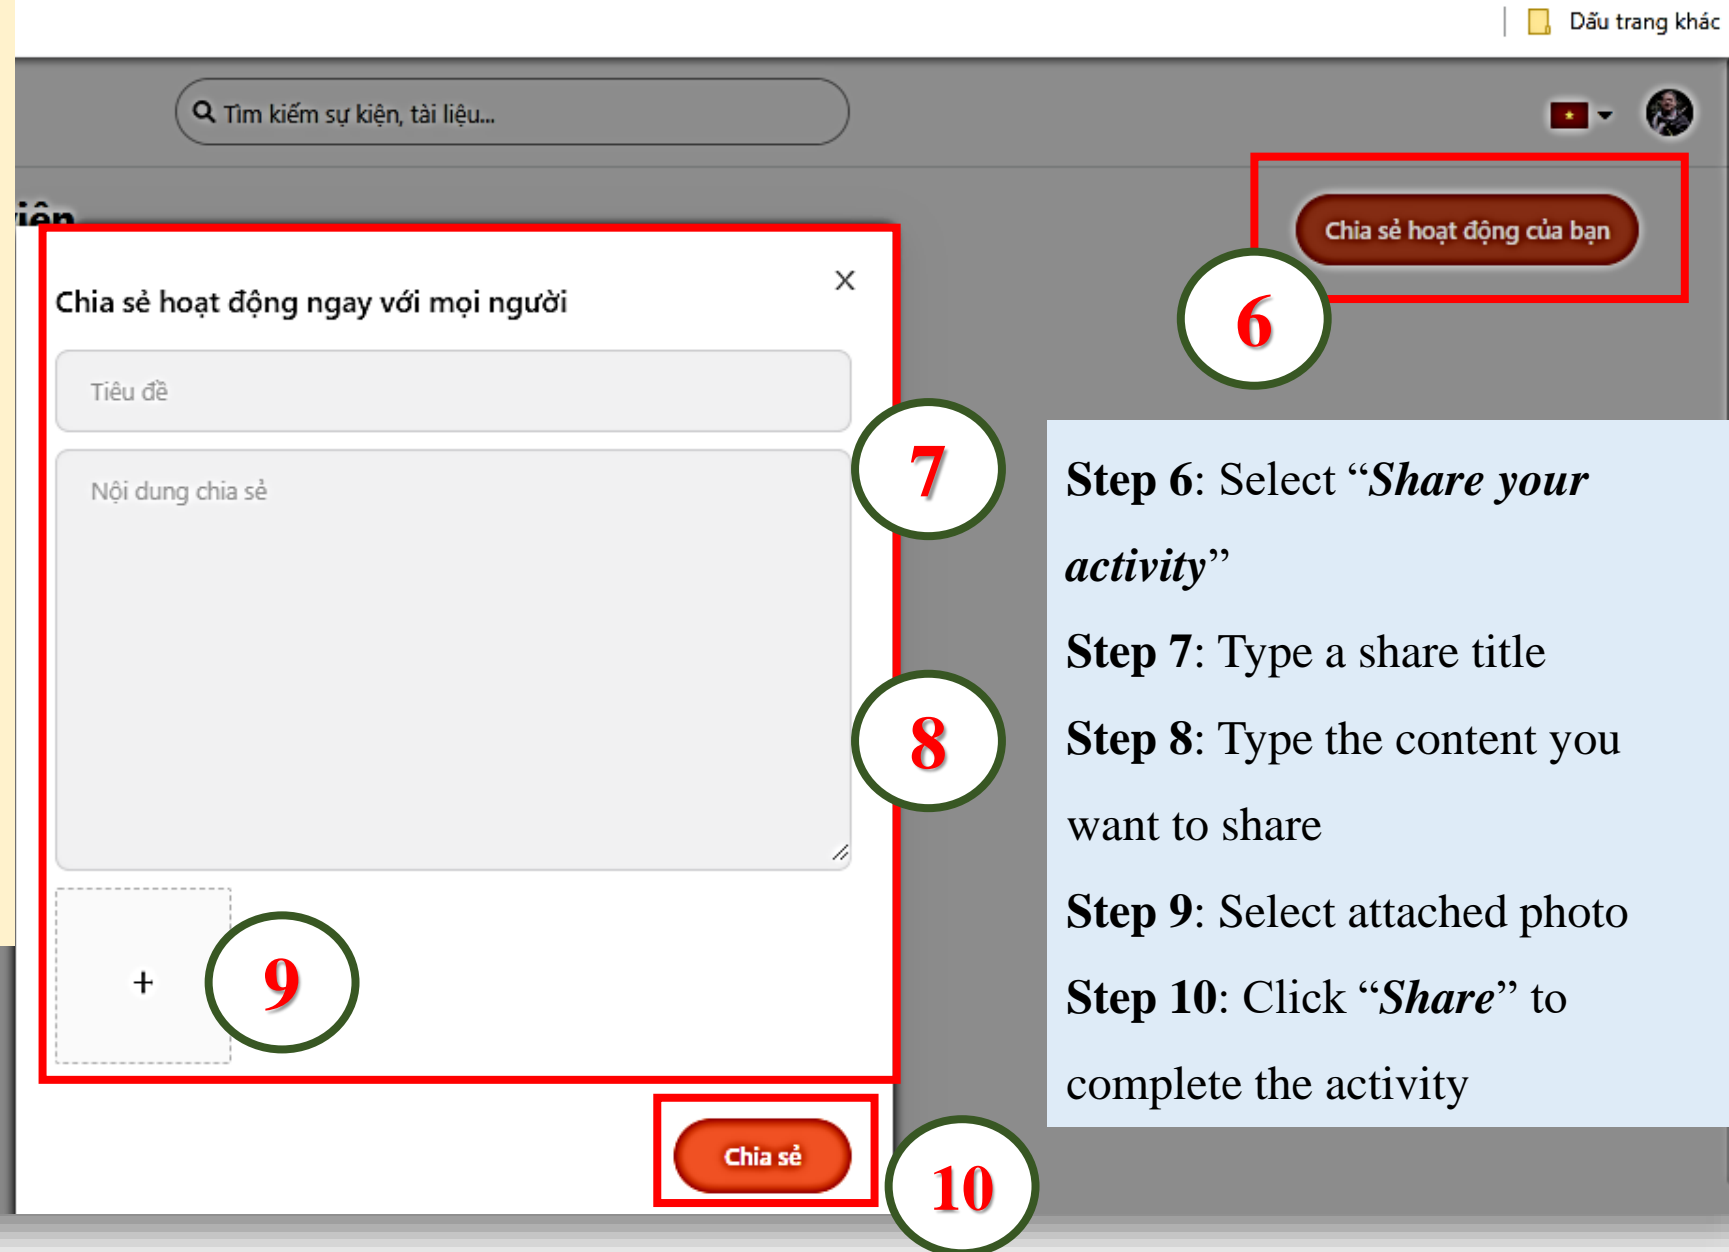 Dấu trang khác
Tìm kiếm sự kiện, tài liệu...
Chia sẻ hoạt động của bạn
6
Chia sẻ hoạt động ngay với mọi người
X
Tiêu đề
7
Nội dung chia sẻ
8
+
9
Chia sẻ
10
Step 6: Select “Share your
activity”
Step 7: Type a share title
Step 8: Type the content you
want to share
Step 9: Select attached photo
Step 10: Click “Share” to
complete the activity